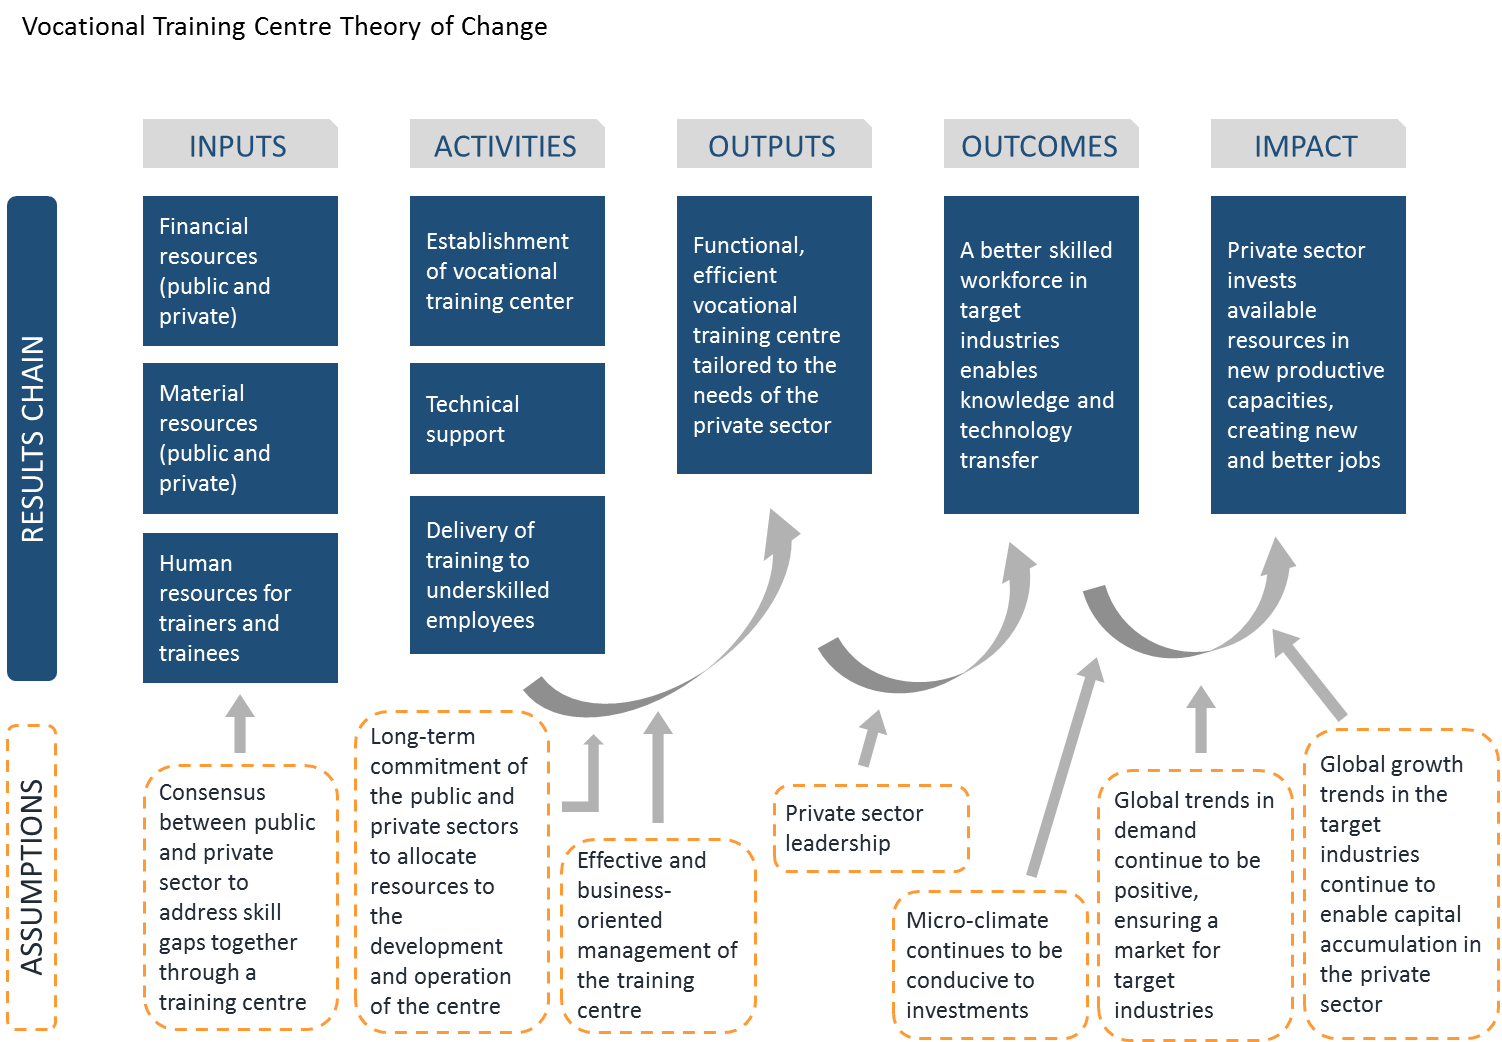 Vocational Training Centre Theory of Change
INPUTS
ACTIVITIES
OUTPUTS
OUTCOMES
IMPACT
RESULTS CHAIN
Financial
resources
(public and
private)
Material
resources
(public and
private)
Human
resources for
trainers and
trainees
Establishment
of vocational
training center
Technical
support
Delivery of
training to
underskilled
employees
Functional,
efficient
vocational
training centre
tailored to the
needs of the
private sector
A better skilled
workforce in
target
industries
enables
knowledge and
technology
transfer
Private sector
invests
available
resources in
new productive
capacities,
creating new
and better jobs
ASSUMPTIONS
Consensus
between public
and private
sector to
address skill
gaps together
through a
training centre
Long-term
commitment of
the public and
private sectors
to allocate
resources to
the
development
and operation
of the centre
Effective and
business-
oriented
management of
the training
centre
Private sector
leadership
Micro-climate
continues to be
conducive to
investments
Global trends in
demand
continue to be
positive,
ensuring a
market for
target
industries
Global growth
trends in the
target
industries
continue to
enable capital
accumulation in
the private
sector